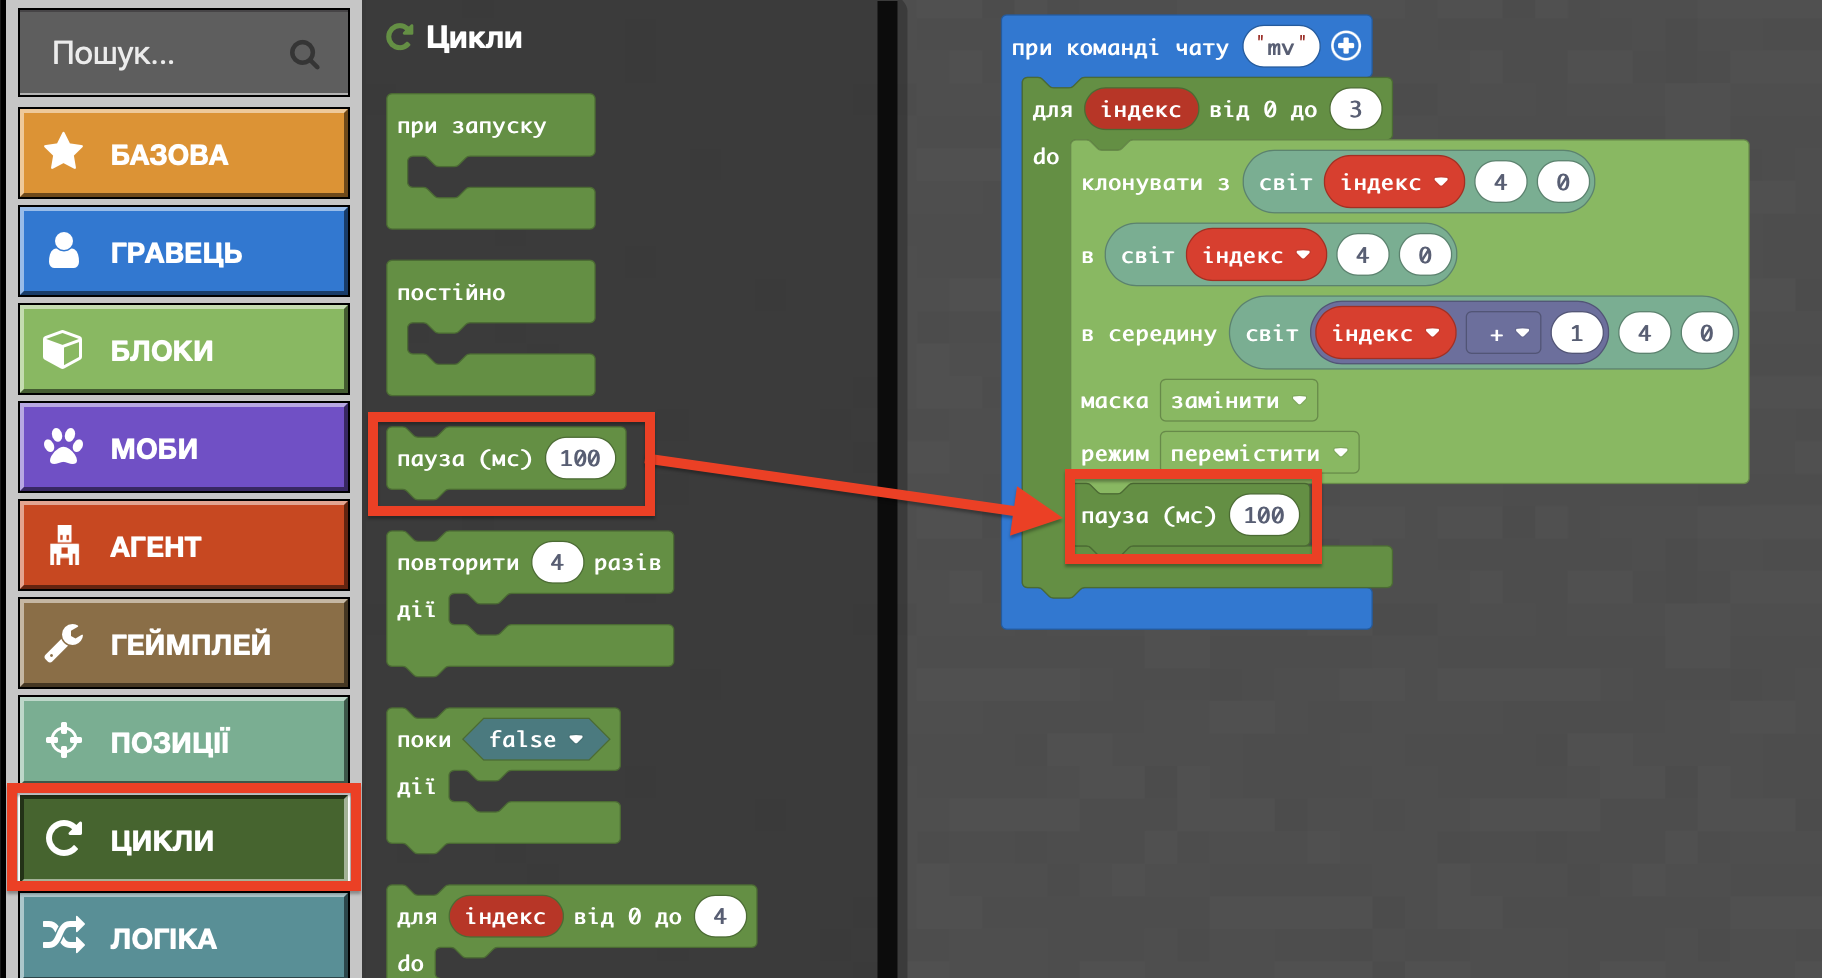 Пошук...
БАЗОВА
ГРАВЕЦЬ
БЛОКИ
МОБИ
АГЕНТ
ГЕЙМПЛЕЙ
ПОЗИЦІЇ
ЦИКЛИ
ЛОГІКА
Цикли
при запуску
постійно
пауза (мс) 100
повторити 4 разів
дії
поки false
дії
для індекс від 0 до 4
do
при команді чату "mv"
для індекс від 0 до 3
do
клонувати з світ індекс 4 0
в світ індекс 4 0
в середину світ індекс + 1 4 0
маска замінити
режим перемістити
пауза (мс) 100